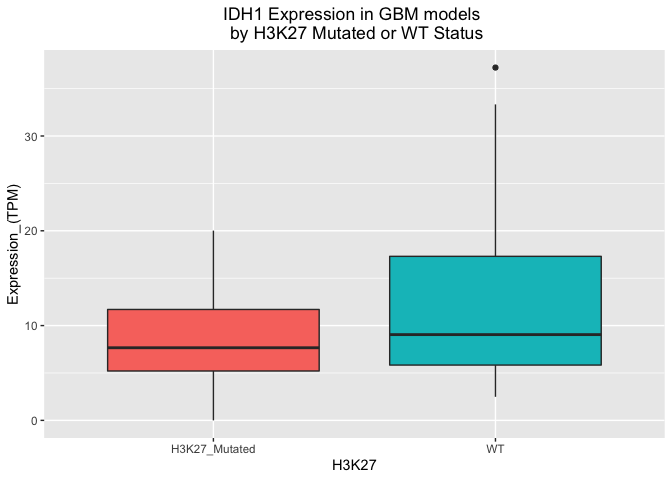 IDH1 Expression in GBM models
by H3K27 Mutated or WT Status
Expression_(TPM)
30
20
10
0
H3K27_Mutated
WT
H3K27